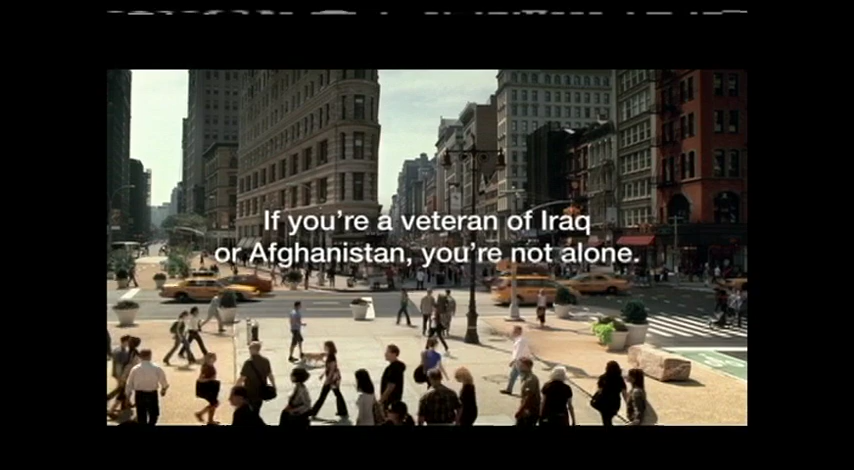 If you're a veteran of Iraq
or Afghanistan, you're not alone.